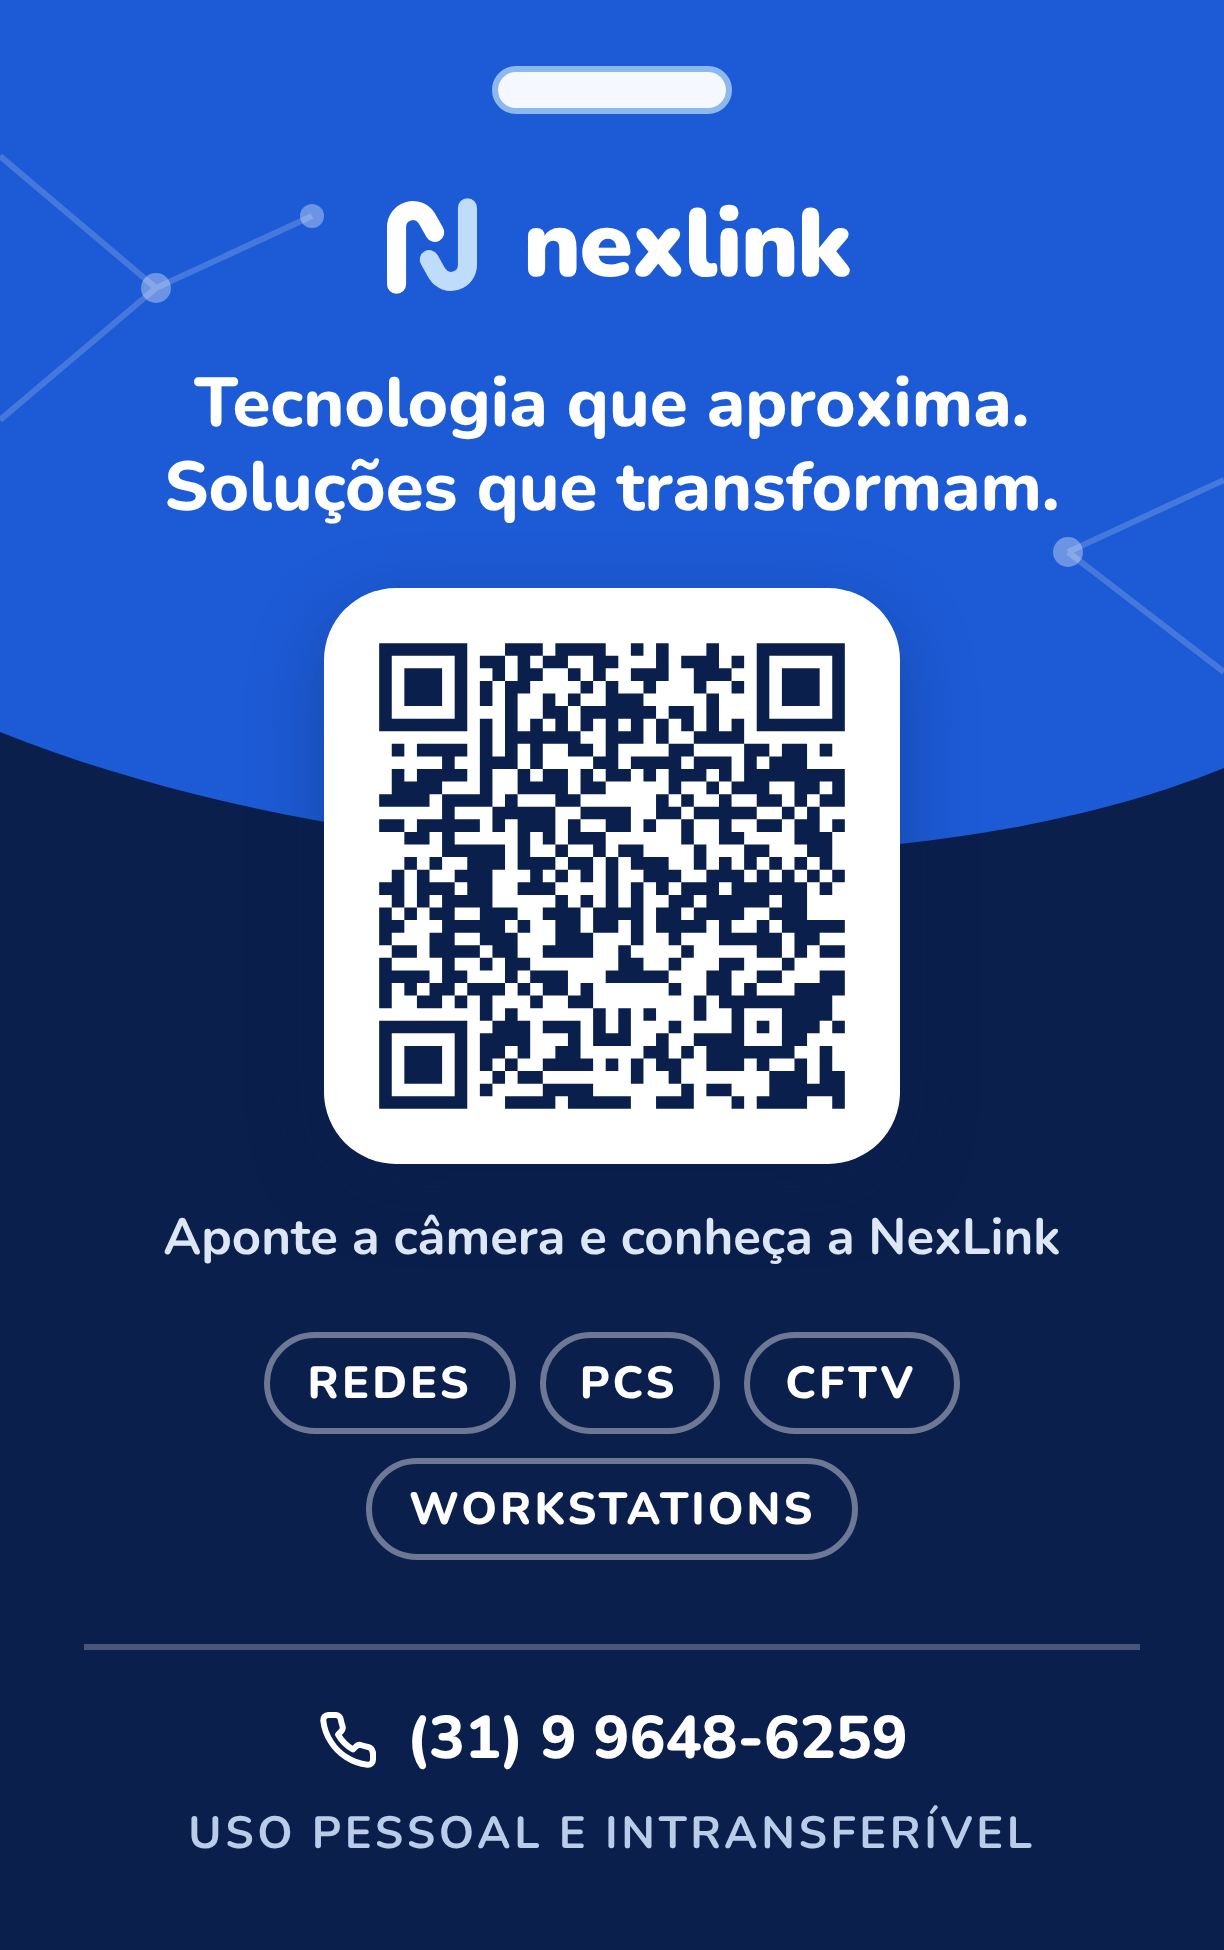 nexlink
Tecnologia que aproxima.
Soluções que transformam.
Aponte a câmera e conheça a NexLink
REDES PCS CFTV
WORKSTATIONS
(31) 9 9648-6259
USO PESSOAL E INTRANSFERÍVEL